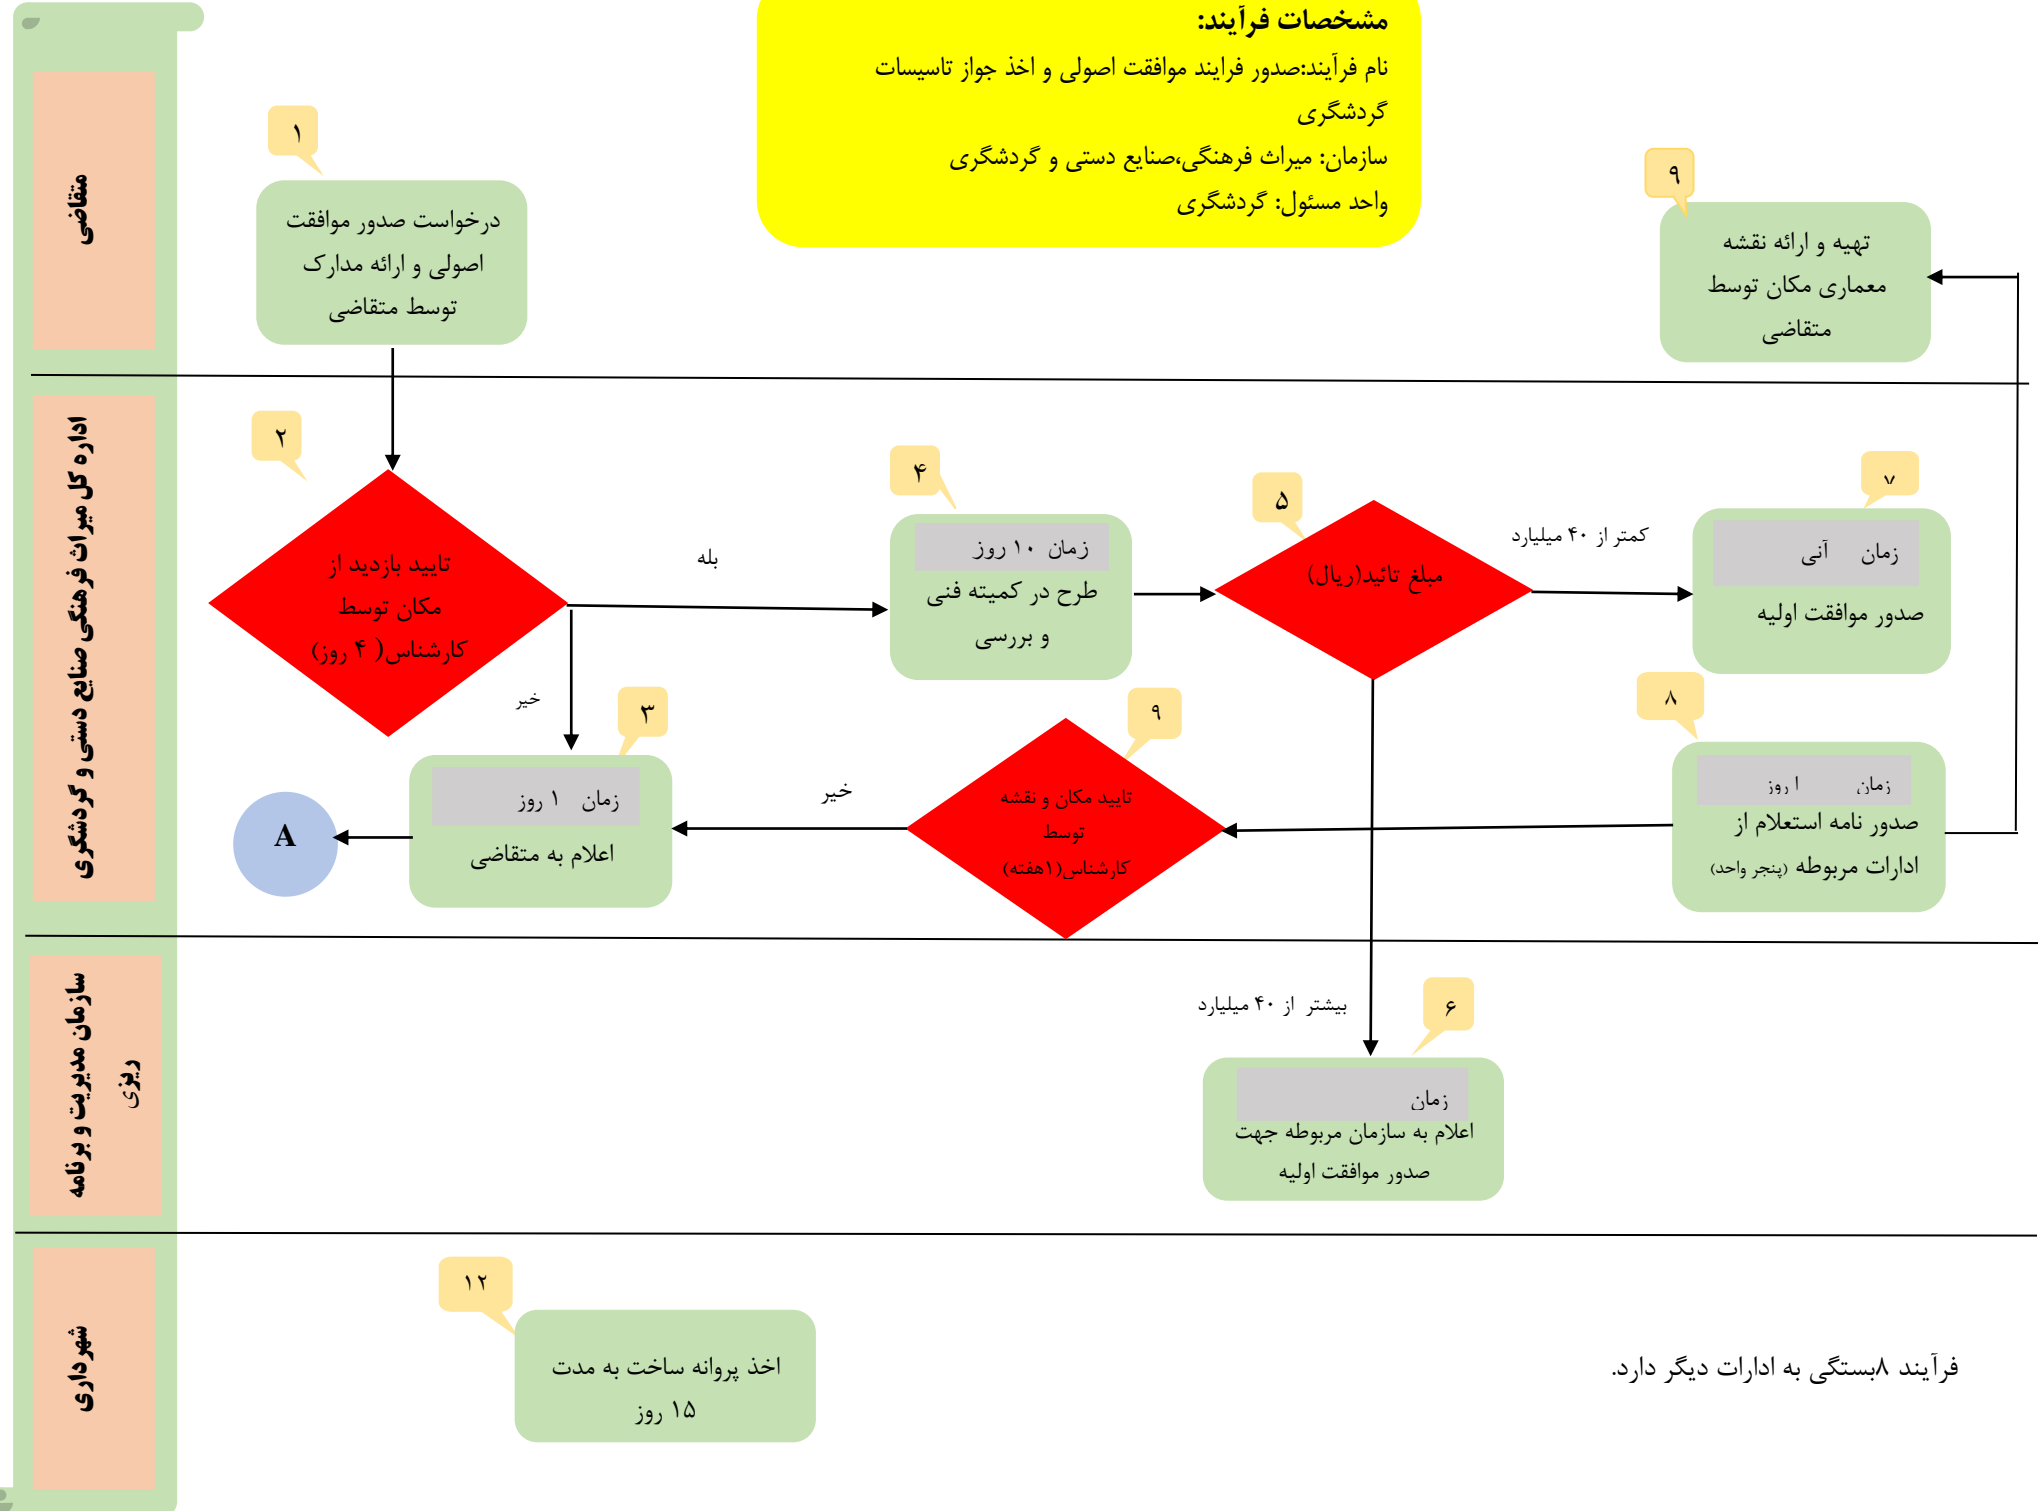 مشخصات فرآیند:
نام فرآیند:صدور فرایند موافقت اصولی و اخذ جواز تاسیسات
گردشگری
سازمان: میراث فرهنگی،صنایع دستی و گردشگری
واحد مسئول: گردشگری
متقاضی
۱
درخواست صدور موافقت
اصولی و ارائه مدارک
توسط متقاضی
۹
تهیه و ارائه نقشه
معماری مکان توسط
متقاضی
اداره کل میراث فرهنگی صنایع دستی و گردشگری
۲
تایید بازدید از
مکان توسط
کارشناس( ۴ روز)
بله
خیر
۴
زمان ۱۰ روز
طرح در کمیته فنی
و بررسی
۵
مبلغ تائید(ریال)
کمتر از ۴۰ میلیارد
۷
زمان آنی
صدور موافقت اولیه
۳
زمان ۱ روز
اعلام به متقاضی
A
خیر
۹
تایید مکان و نقشه
توسط
کارشناس(۱هفته)
۸
زمان ۱ روز
صدور نامه استعلام از
ادارات مربوطه (پنجر واحد)
سازمان مدیریت و برنامه
ریزی
بیشتر از ۴۰ میلیارد
۶
زمان
اعلام به سازمان مربوطه جهت
صدور موافقت اولیه
شهرداری
۱۲
اخذ پروانه ساخت به مدت
۱۵ روز
فرآیند ۸بستگی به ادارات دیگر دارد.